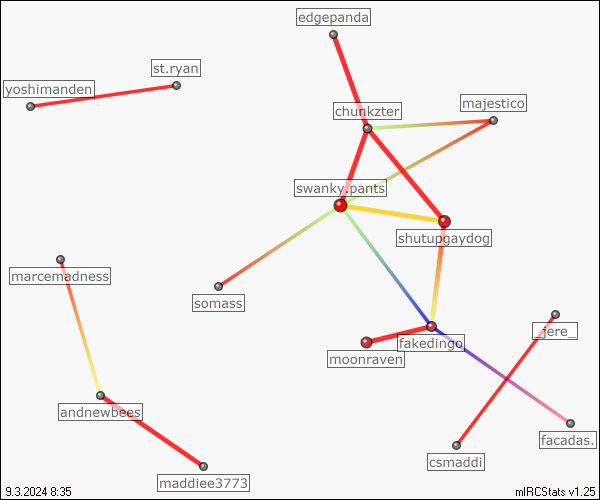 edgepanda
st.ryan
yoshimanden
majestico
chunkzter
swanky.pants
shutupgaydog
marcemadness
somass
_jere_
fakedingo
moonraven
andnewbees
facadas.
csmaddi
maddiee3773
9.3.2024 8:35
mIRCStats v1.25